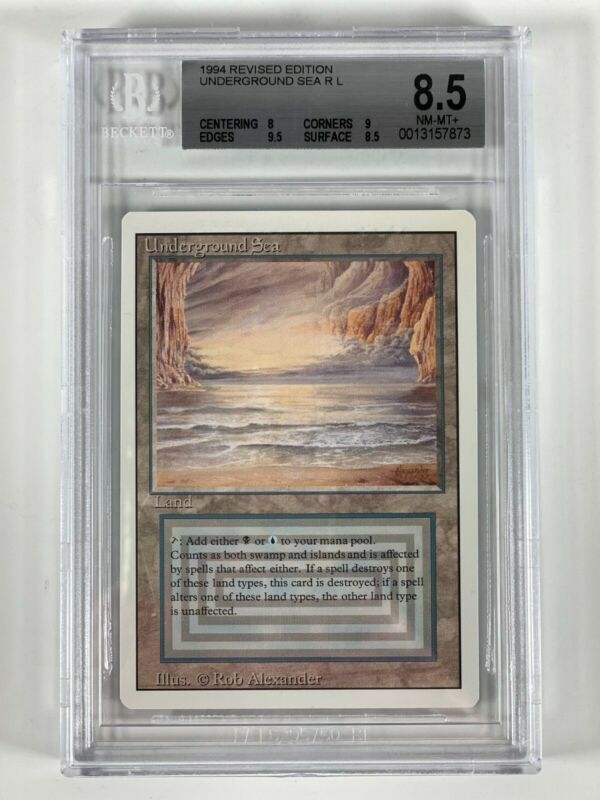 1994 REVISED EDITION
UNDERGROUND SEA R L
8.5
NM-MT+
CENTERING 8 CORNERS 9
EDGES 9.5 SURFACE 8.5
0013157873
BECKETT®
Underground Sea
Alexander
Land
: Add either or to your mana pool.
Counts as both swamp and islands and is affected
by spells that affect either. If a spell destroys one
of these land types, this card is destroyed; if a spell
alters one of these land types, the other land type
is unaffected.
Illus. © Rob Alexander